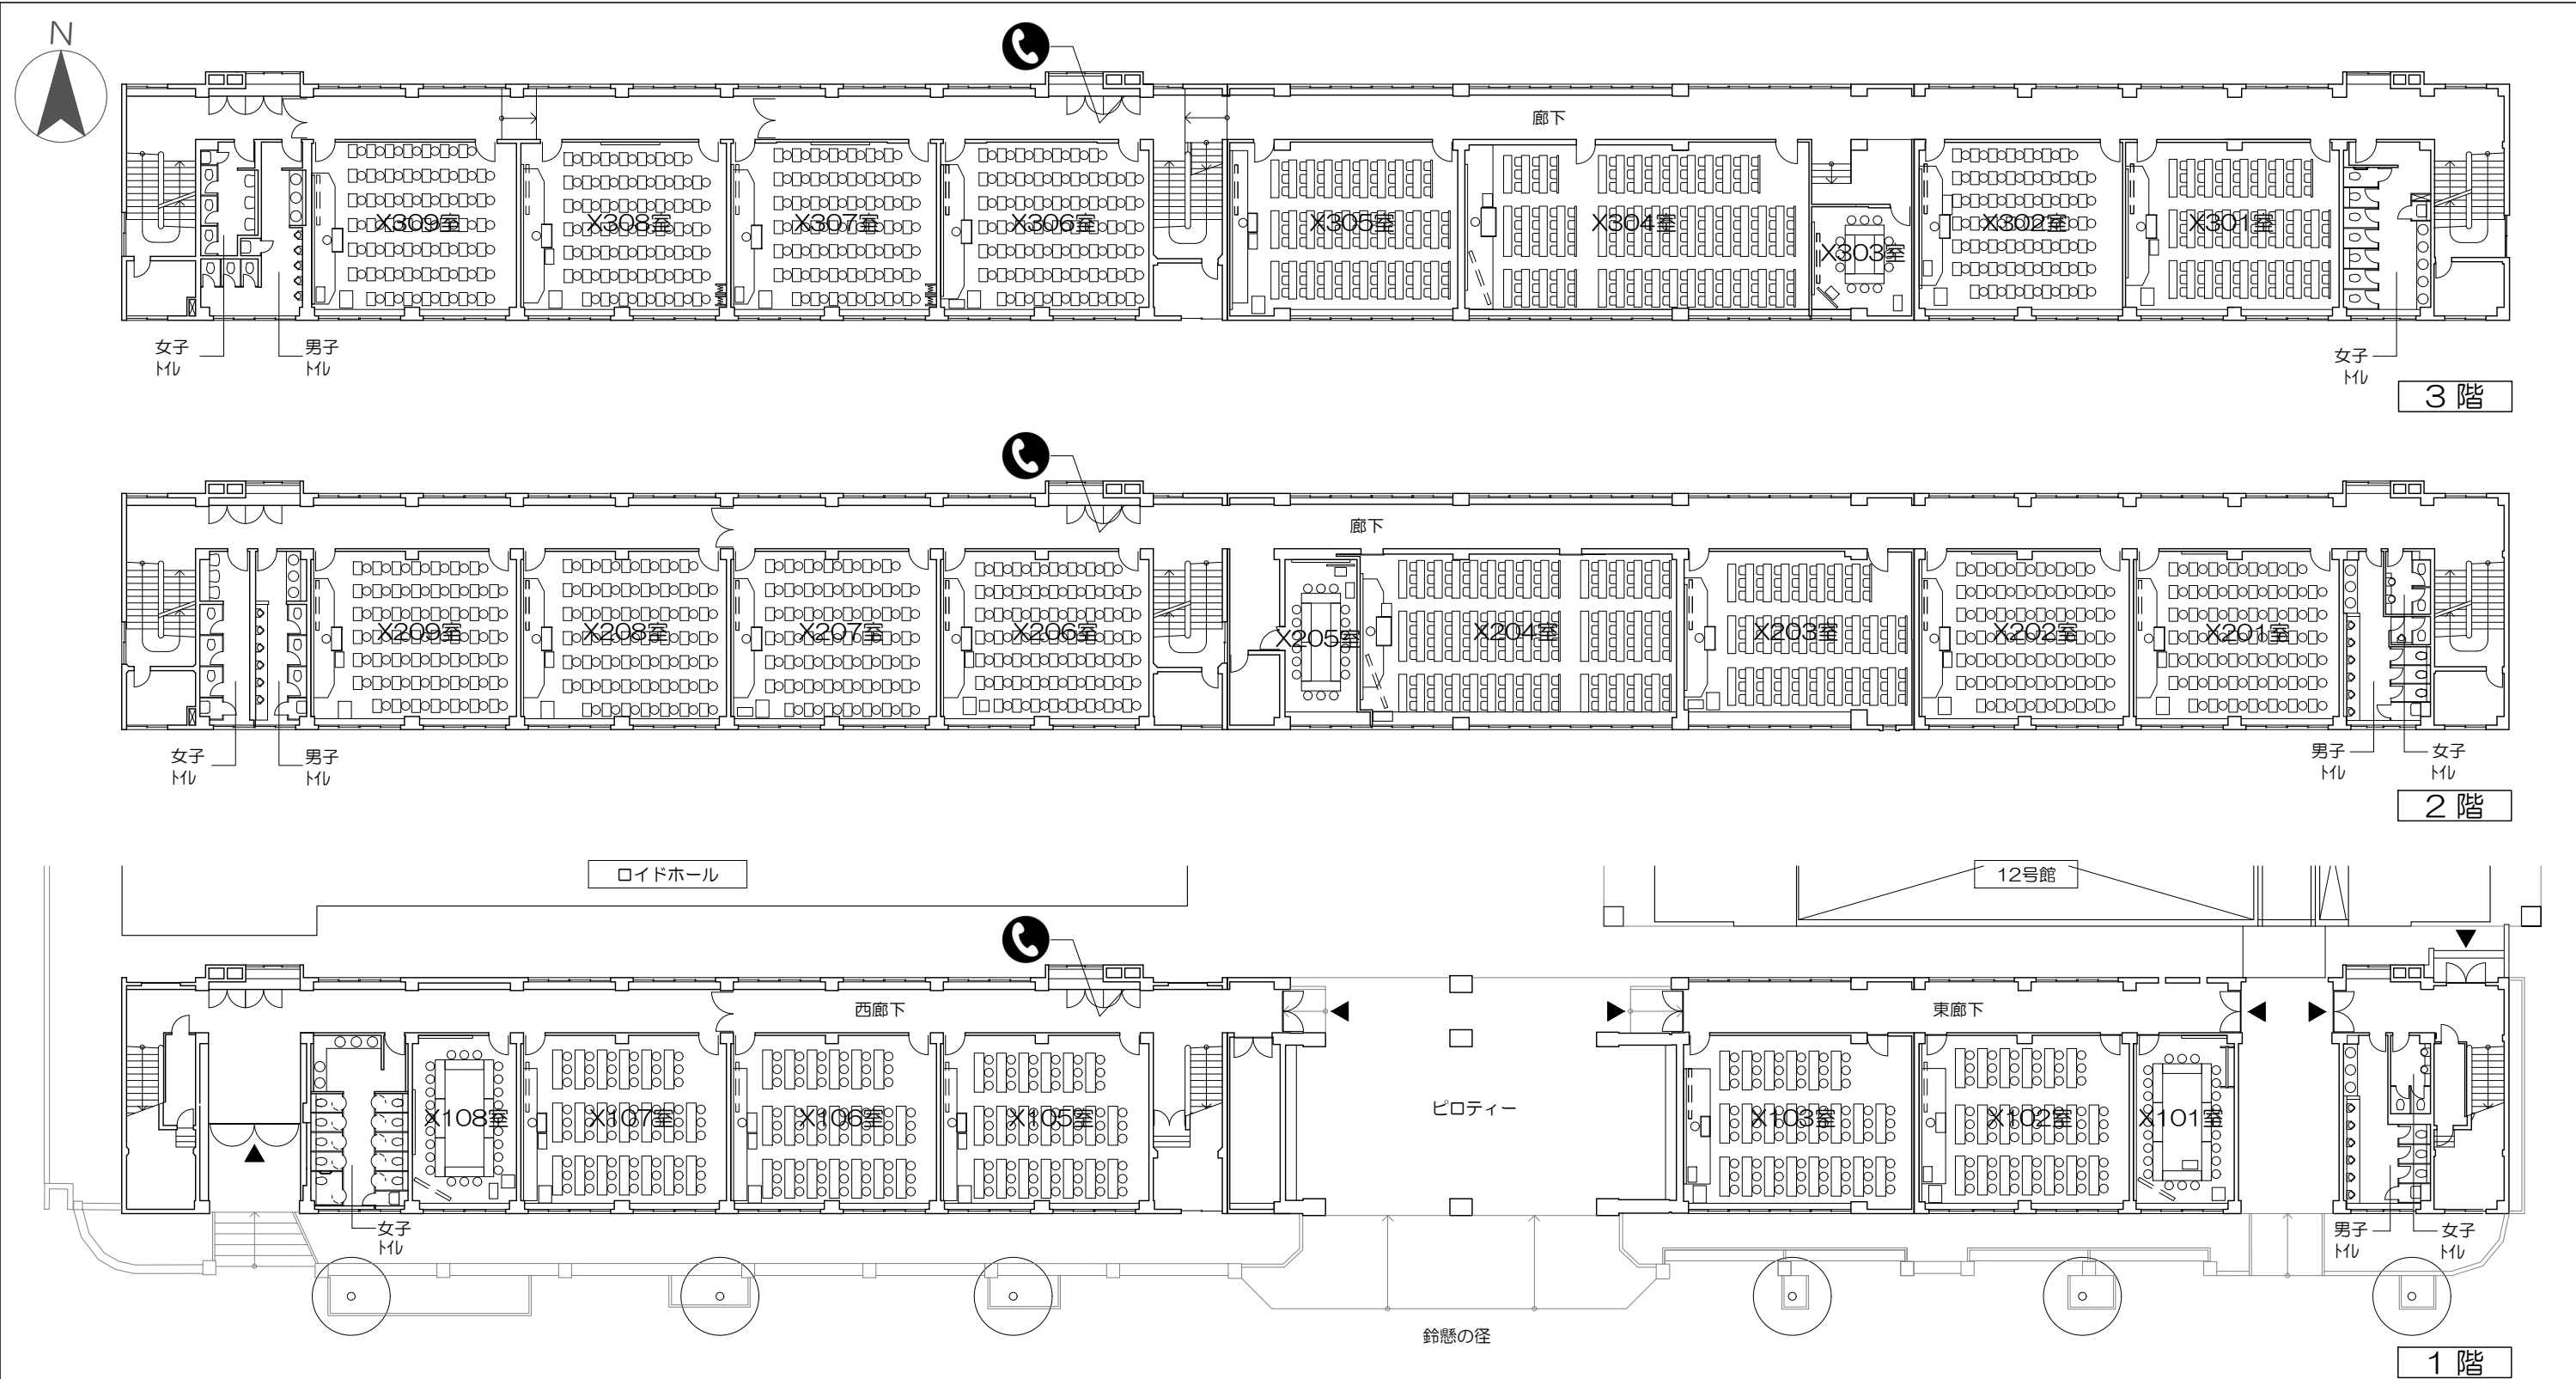 N
廊下
X309室
X308室
X307室
X306室
X305室
X304室
X303室
X302室
X301室
女子
トイレ
男子
トイレ
女子
トイレ
3 階
廊下
X209室
X208室
X207室
X206室
X205室
X204室
X203室
X202室
X201室
女子
トイレ
男子
トイレ
男子
トイレ
女子
トイレ
2 階
ロイドホール
12号館
西廊下
東廊下
X108室
X107室
X106室
X105室
ピロティー
X103室
X102室
X101室
女子
トイレ
男子
トイレ
女子
トイレ
鈴懸の径
1 階